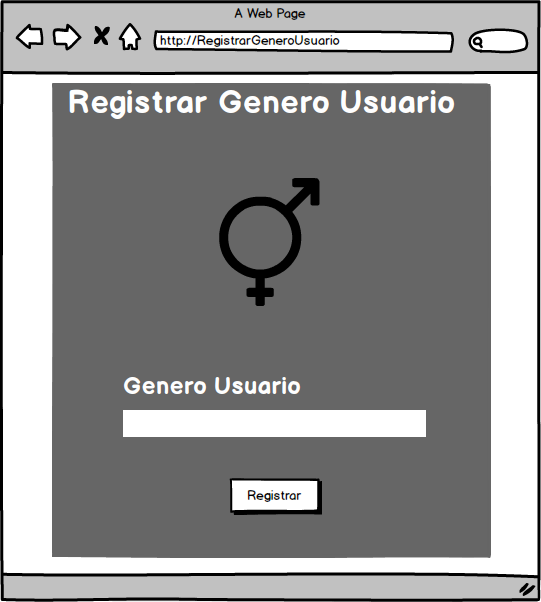 A Web Page
http://RegistrarGeneroUsuario
Registrar Genero Usuario
Genero Usuario
Registrar